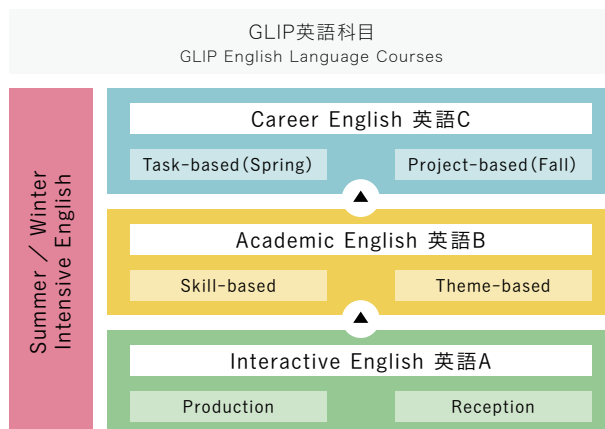 GLIP英語科目
GLIP English Language Courses
Summer ／ Winter
Intensive English
Career English 英語C
Task-based（Spring）
Project-based（Fall）
Academic English 英語B
Skill-based
Theme-based
Interactive English 英語A
Production
Reception